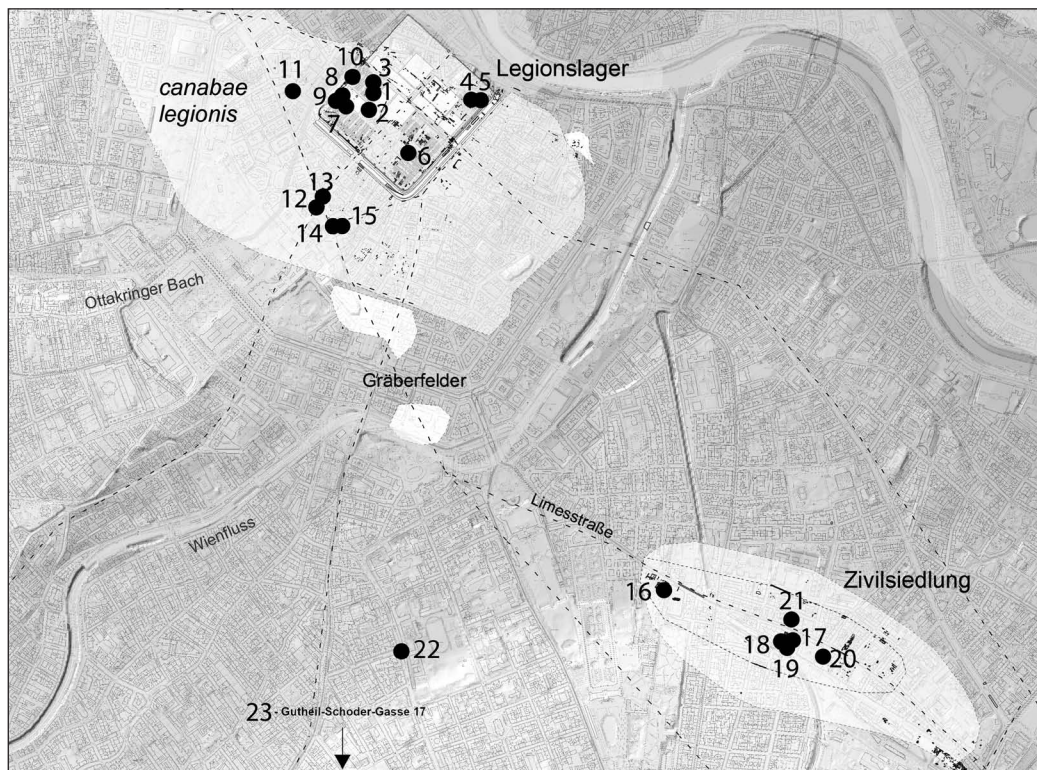 10
3
Legionslager
11
8
1
4 5
canabae
legionis
9
2
7
6
13
12
14
15
Ottakringer Bach
Gräberfelder
Wienfluss
Limesstraße
Zivilsiedlung
16
21
18
17
19
20
22
23 - Gutheil-Schoder-Gasse 17